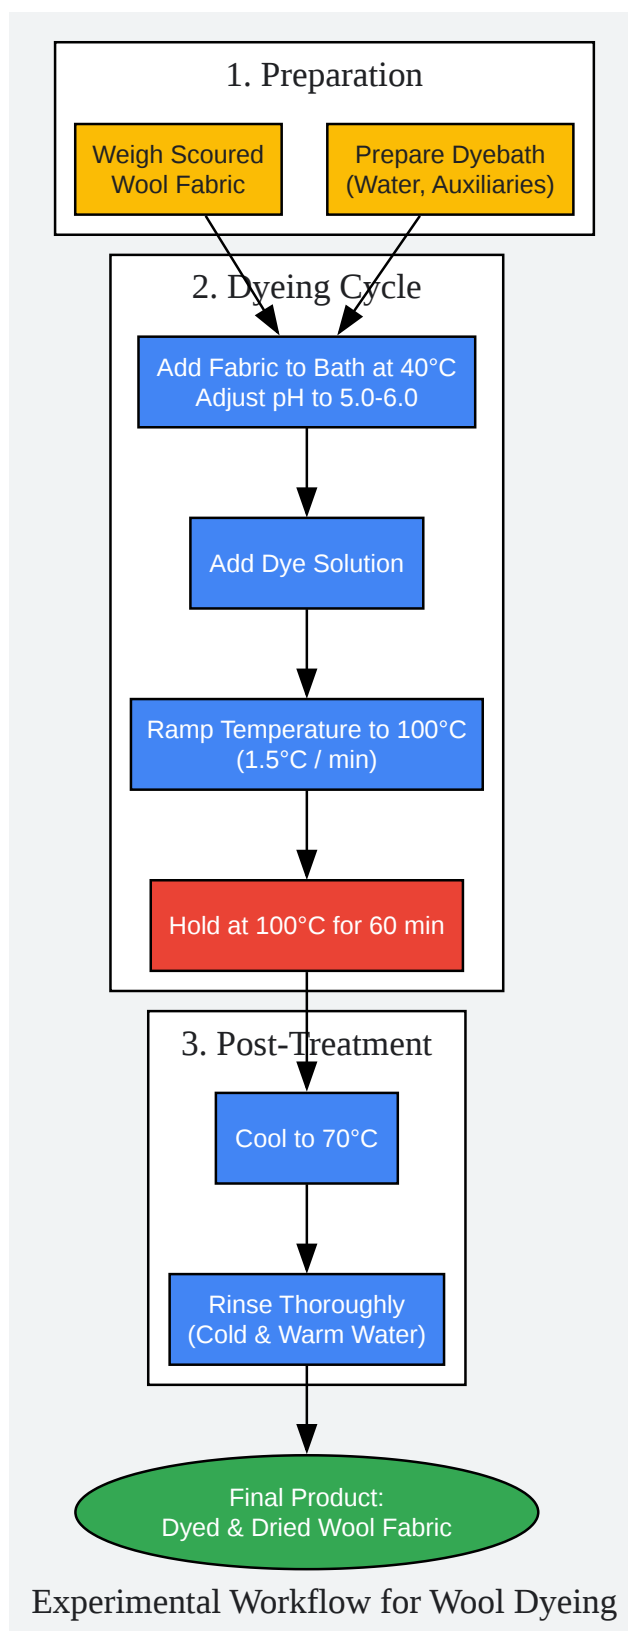 1. Preparation
Weigh Scoured
Wool Fabric
Prepare Dyebath
(Water, Auxiliaries)
2. Dyeing Cycle
Add Fabric to Bath at 40°C
Adjust pH to 5.0-6.0
Add Dye Solution
Ramp Temperature to 100°C
(1.5°C / min)
Hold at 100°C for 60 min
3. Post-Treatment
Cool to 70°C
Rinse Thoroughly
(Cold & Warm Water)
Final Product:
Dyed & Dried Wool Fabric
Experimental Workflow for Wool Dyeing